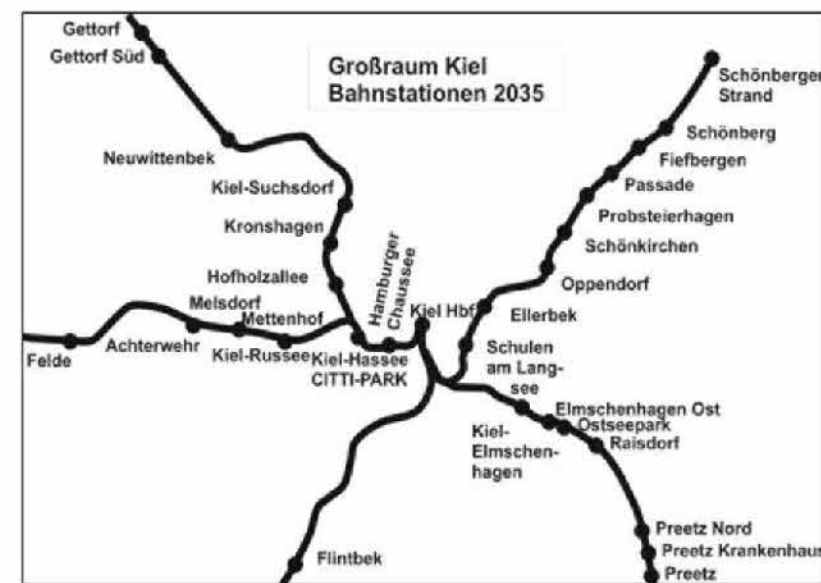 Gettorf
Gettorf Süd
Großraum Kiel
Bahnstationen 2035
Schönberger
Strand
Neuwittenbek
Schönberg
Fiefbergen
Kiel-Suchsdorf
Passade
Kronshagen
Probsteierhagen
Schönkirchen
Hofholzallee
Hamburger
Chaussee
Oppendorf
Melsdorf
Kiel Hbf
Ellerbek
Mettenhof
Felde
Achterwehr
Kiel-Russee
Kiel-Hassee
CITTI-PARK
Schulen
am Lang-
see
Elmschenhagen Ost
Ostseepark
Raisdorf
Kiel-
Elmschen-
hagen
Preetz Nord
Flintbek
Preetz Krankenhaus
Preetz